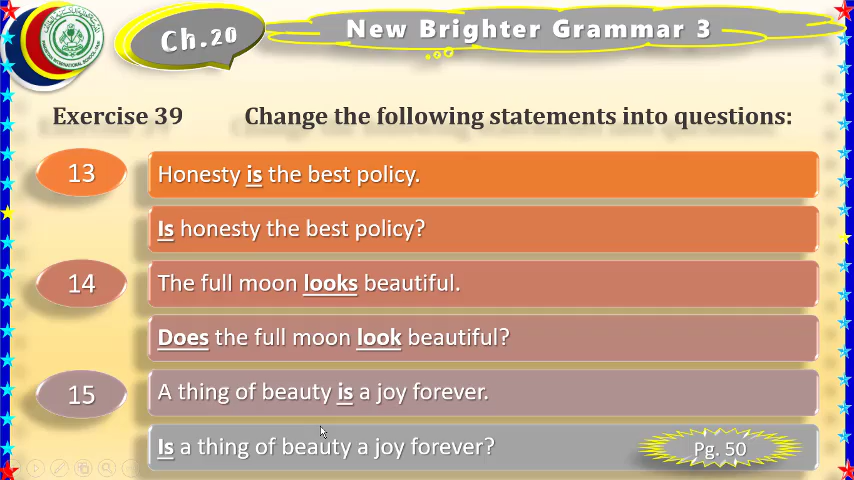 Ch.20
New Brighter Grammar 3
Exercise 39 Change the following statements into questions:
13 Honesty is the best policy.
Is honesty the best policy?
14 The full moon looks beautiful.
Does the full moon look beautiful?
15 A thing of beauty is a joy forever.
Is a thing of beauty a joy forever?
Pg. 50